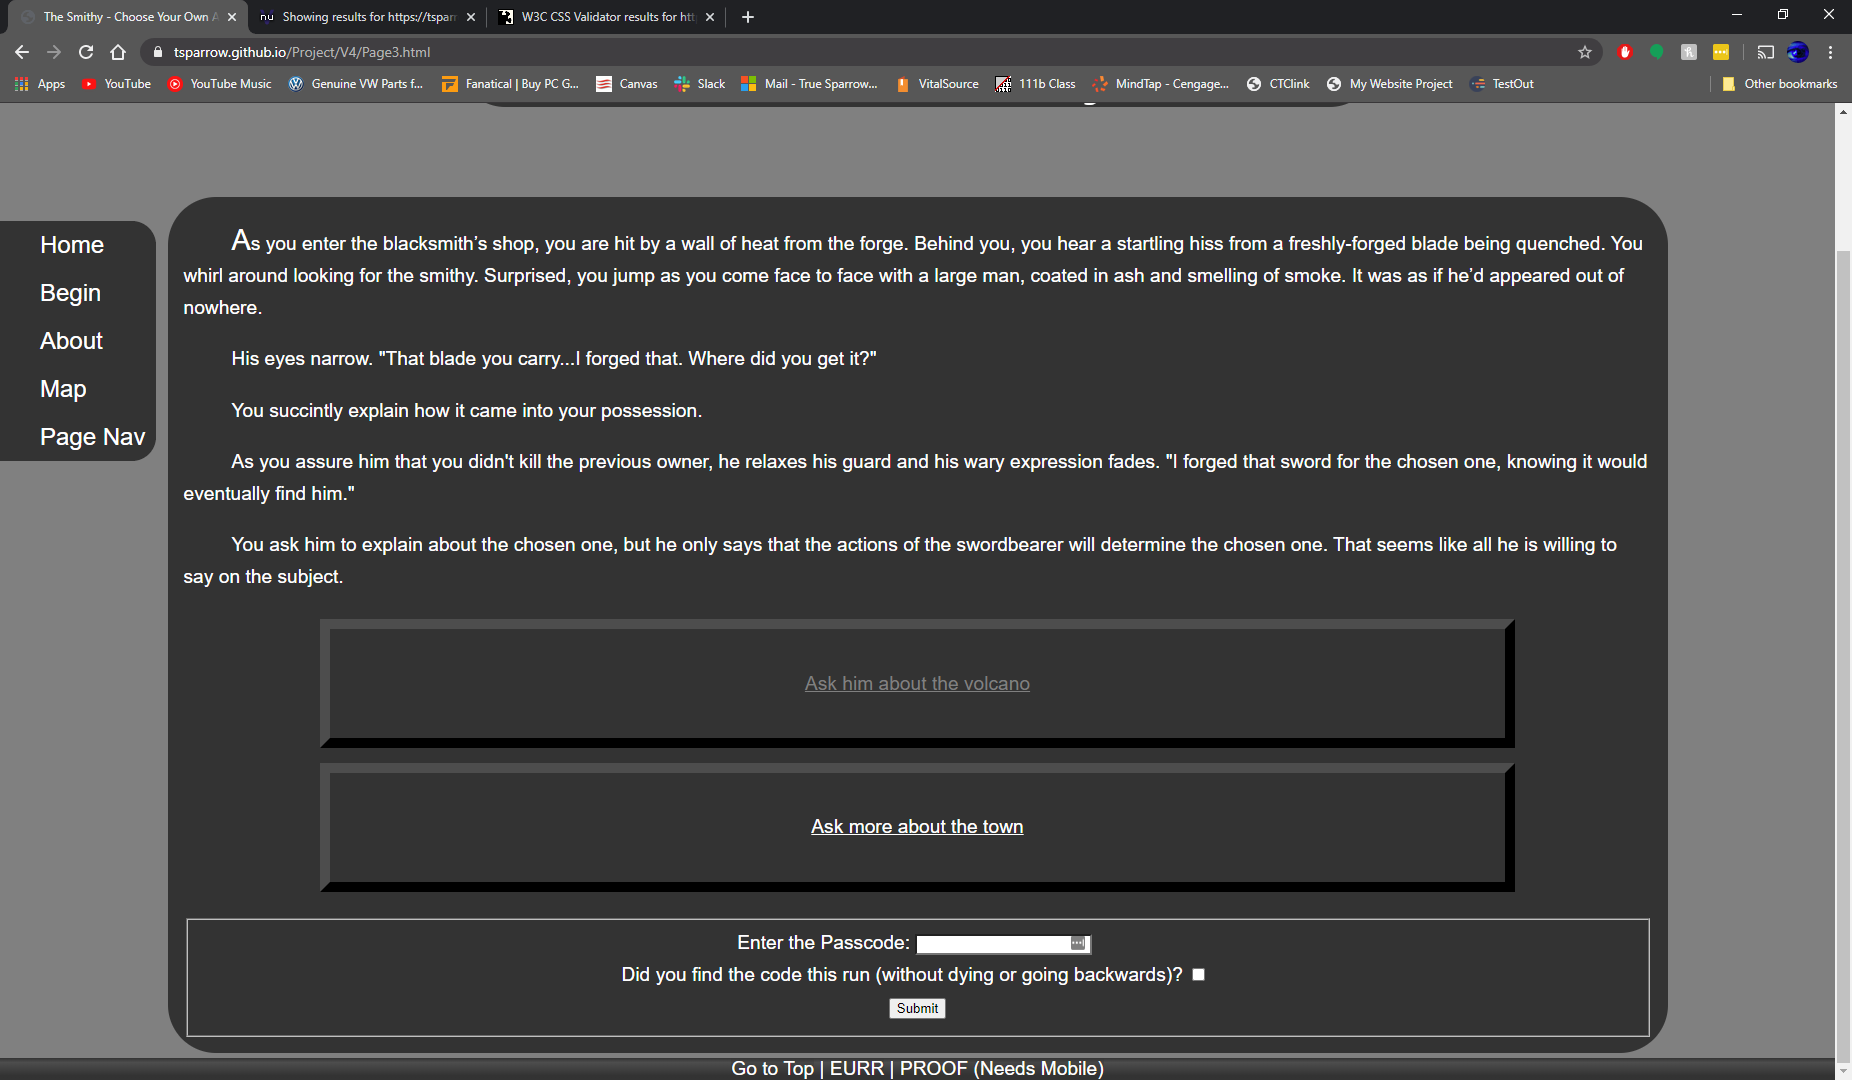 The Smithy - Choose Your Own A
Showing results for https://tspar
W3C CSS Validator results for htt
tsparrow.github.io/Project/V4/Page3.html
Apps YouTube YouTube Music Genuine VW Parts f... Fanatical | Buy PC G... Canvas Slack Mail - True Sparrow... VitalSource 111b Class MindTap - Cengage... CTClink My Website Project TestOut Other bookmarks
Home
Begin
About
Map
Page Nav
As you enter the blacksmith’s shop, you are hit by a wall of heat from the forge. Behind you, you hear a startling hiss from a freshly-forged blade being quenched. You
whirl around looking for the smithy. Surprised, you jump as you come face to face with a large man, coated in ash and smelling of smoke. It was as if he’d appeared out of
nowhere.
His eyes narrow. "That blade you carry...I forged that. Where did you get it?"
You succintly explain how it came into your possession.
As you assure him that you didn't kill the previous owner, he relaxes his guard and his wary expression fades. "I forged that sword for the chosen one, knowing it would
eventually find him."
You ask him to explain about the chosen one, but he only says that the actions of the swordbearer will determine the chosen one. That seems like all he is willing to
say on the subject.
Ask him about the volcano
Ask more about the town
Enter the Passcode:
Did you find the code this run (without dying or going backwards)?
Submit
Go to Top | EURR | PROOF (Needs Mobile)